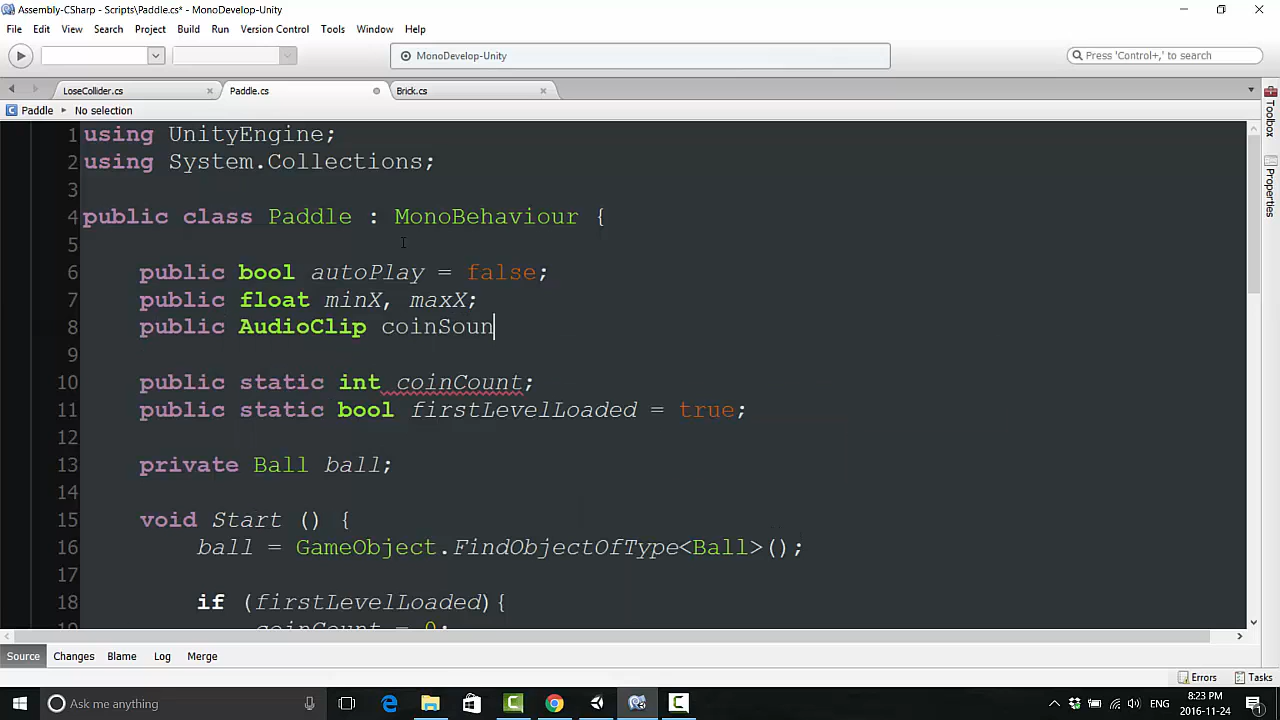 Assembly-CSharp - Scripts\Paddle.cs* - MonoDevelop-Unity
File Edit View Search Project Build Run Version Control Tools Window Help
MonoDevelop-Unity
Press 'Control+,' to search
LoseCollider.cs Paddle.cs Brick.cs
Paddle No selection
Toolbox
Properties
1 using UnityEngine;
2 using System.Collections;
3
4 public class Paddle : MonoBehaviour {
5
6 public bool autoPlay = false;
7 public float minX, maxX;
8 public AudioClip coinSoun
9
10 public static int coinCount;
11 public static bool firstLevelLoaded = true;
12
13 private Ball ball;
14
15 void Start () {
16 ball = GameObject.FindObjectOfType<Ball>();
17
18 if (firstLevelLoaded){
19 coinCount = 0;
Source Changes Blame Log Merge
Errors Tasks
Ask me anything
ENG
8:23 PM
2016-11-24